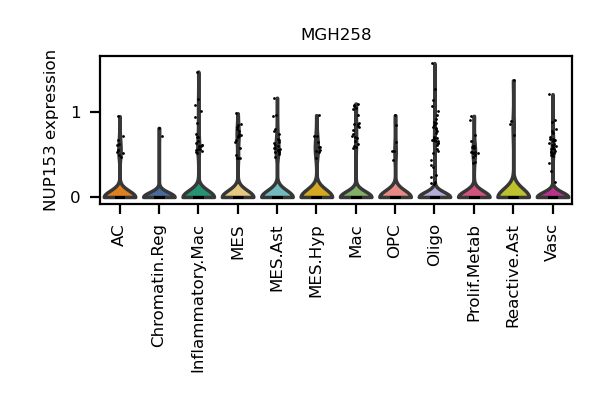 MGH258
NUP153 expression
1
0
AC
Chromatin.Reg
Inflammatory.Mac
MES
MES.Ast
MES.Hyp
Mac
OPC
Oligo
Prolif.Metab
Reactive.Ast
Vasc